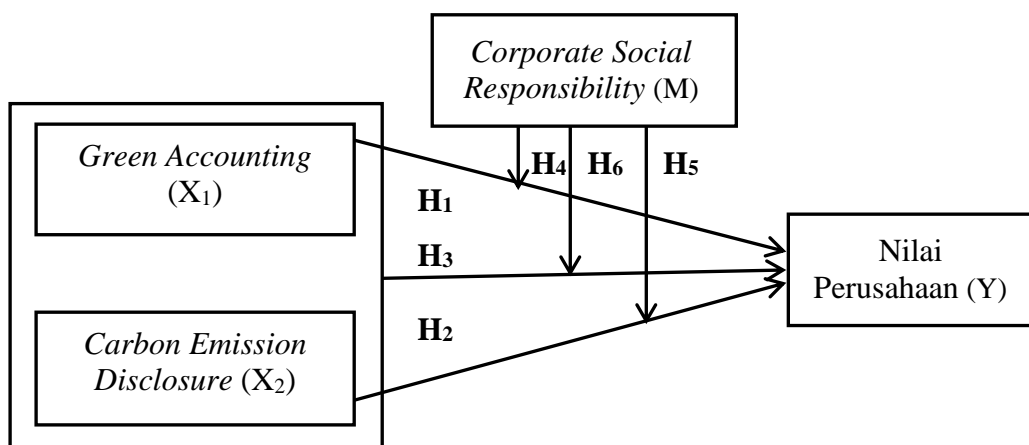 Corporate Social
Responsibility (M)
Green Accounting
(X₁)
H4
H6
H5
H1
H3
H2
Nilai
Perusahaan (Y)
Carbon Emission
Disclosure (X₂)